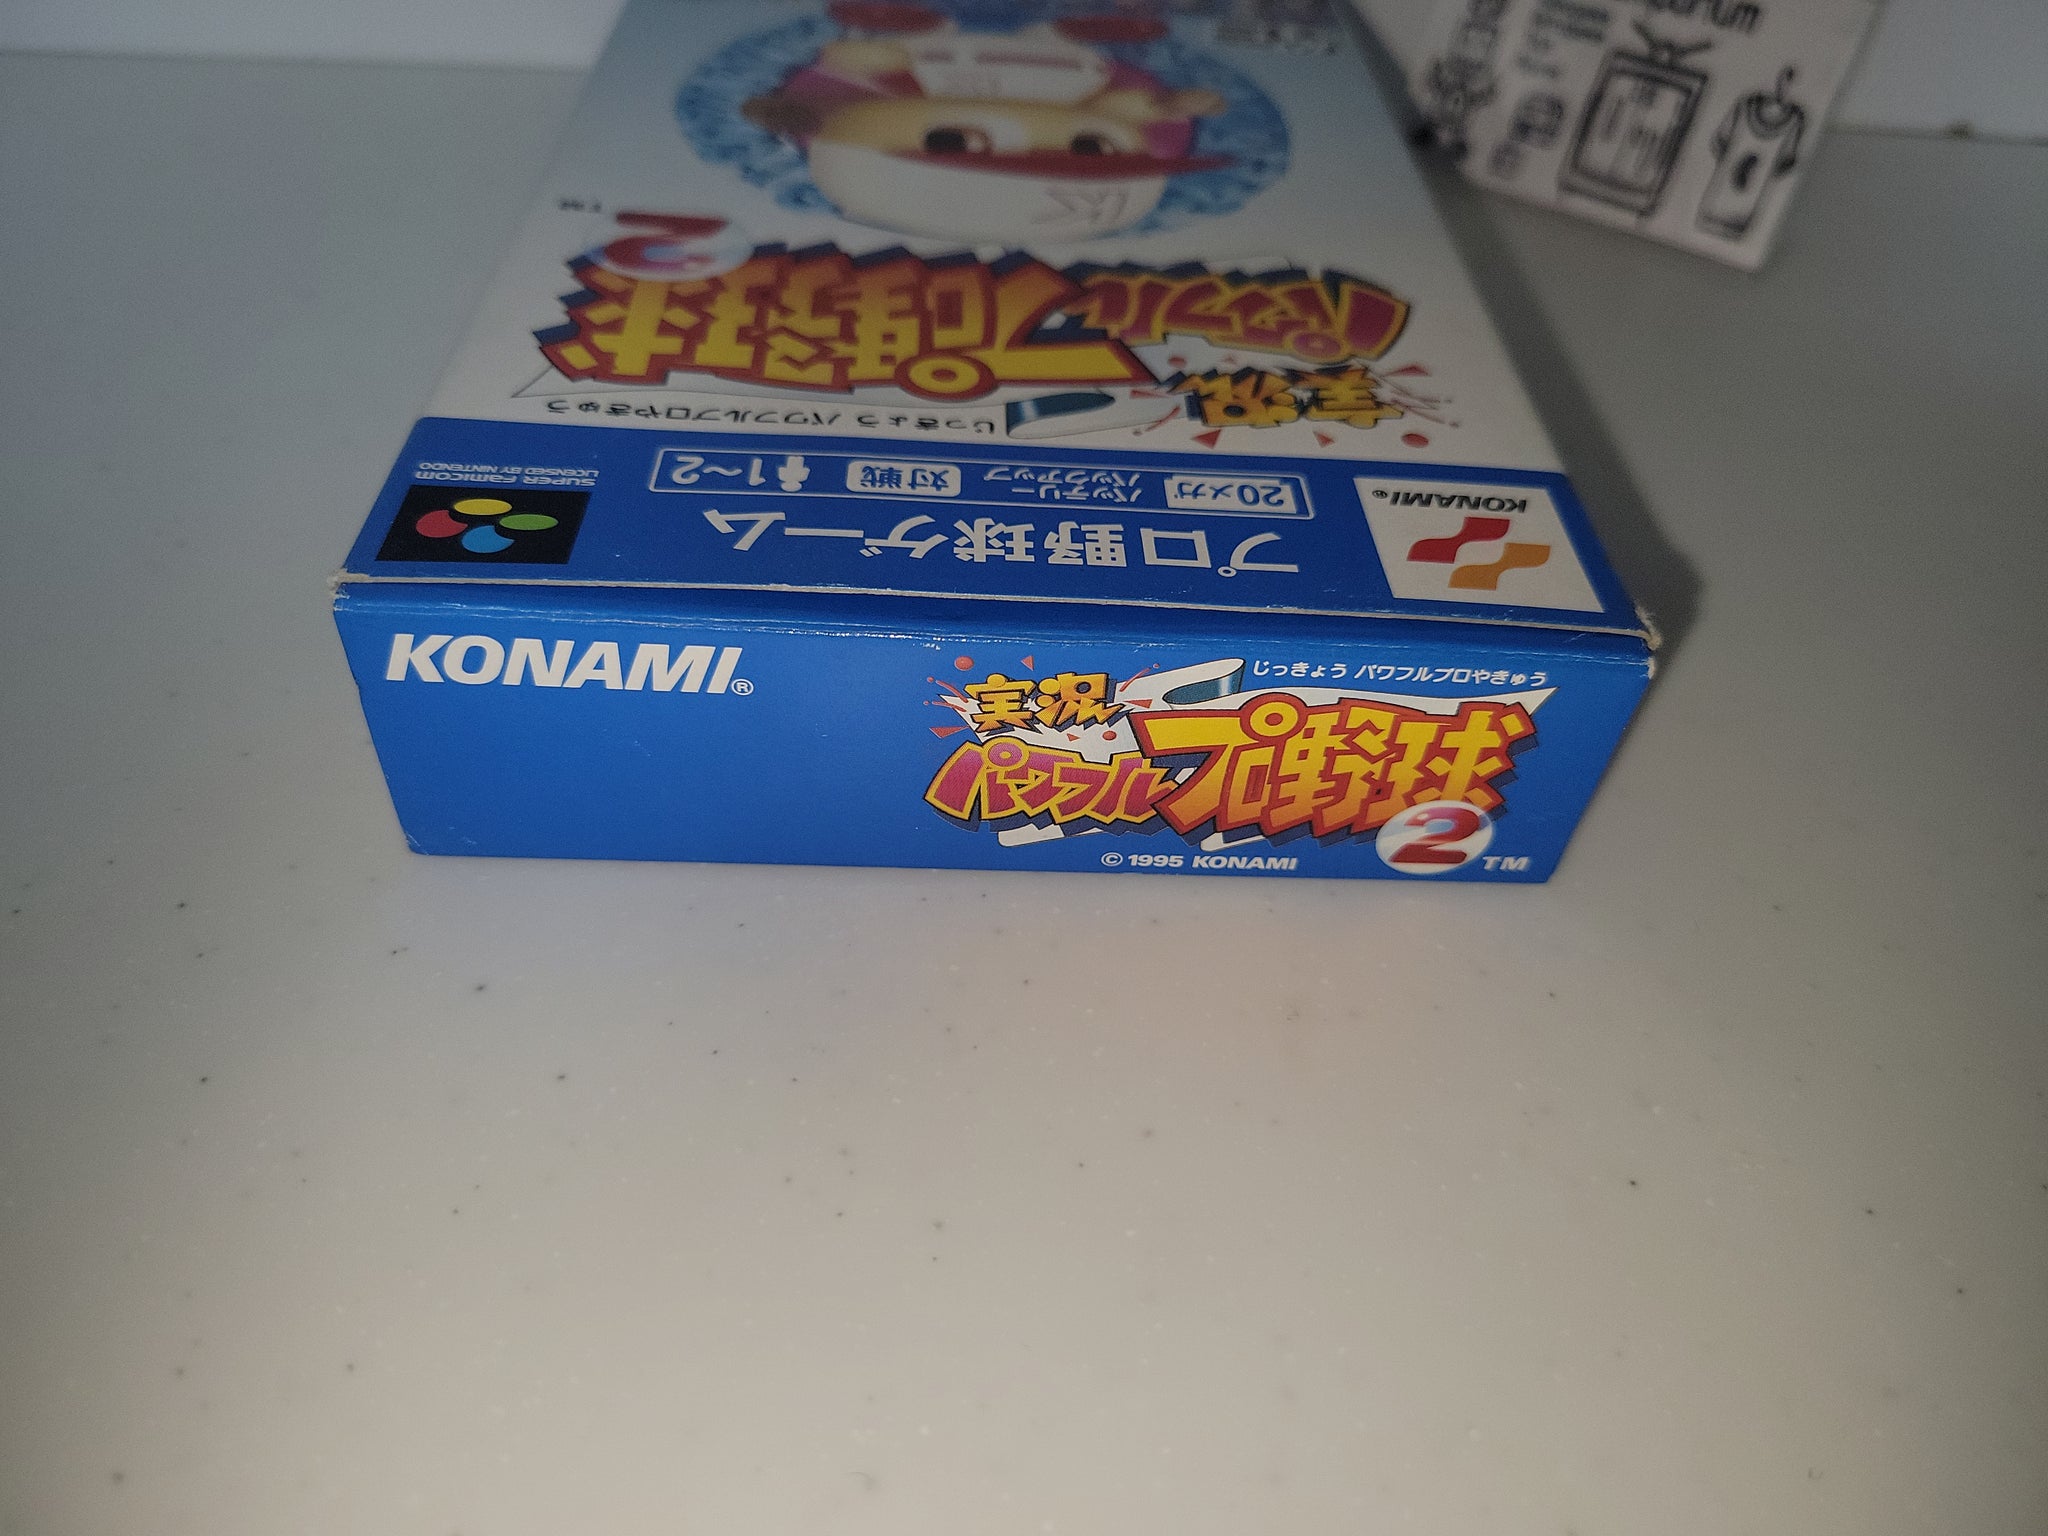 KONAMI®
じっきょう パワフルプロやきゅう
実況
パワフル プロ野球
2 TM
© 1995 KONAMI
プロ野球ゲーム
20メガ バッテリーバックアップ 対戦 1~2
KONAMI®
SUPER FAMICOM
LICENSED BY NINTENDO
じっきょう パワフルプロやきゅう
実況
パワフル プロ野球
2 TM